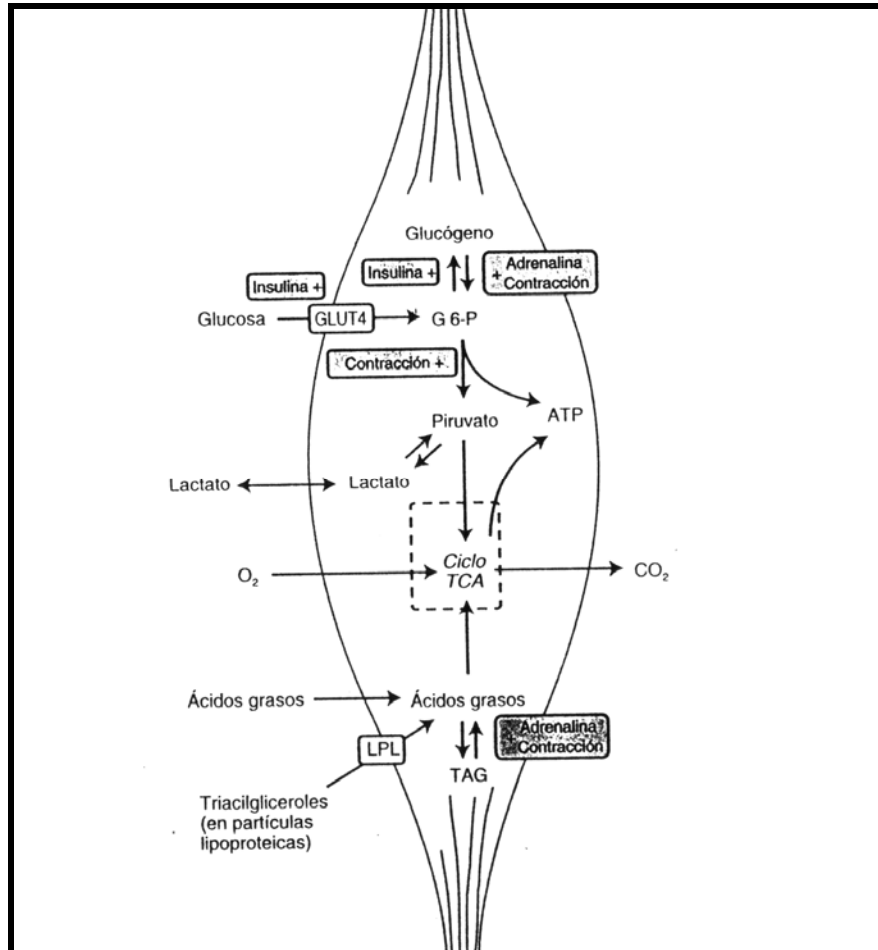 Glucógeno
Insulina +
Adrenalina
+
Contracción
Insulina +
Glucosa
GLUT4
G 6-P
Contracción +
Piruvato
ATP
Lactato
Lactato
Ciclo
TCA
O₂
CO₂
Ácidos grasos
Ácidos grasos
Adrenalina
+
Contracción
LPL
TAG
Triacilgliceroles
(en partículas
lipoproteicas)